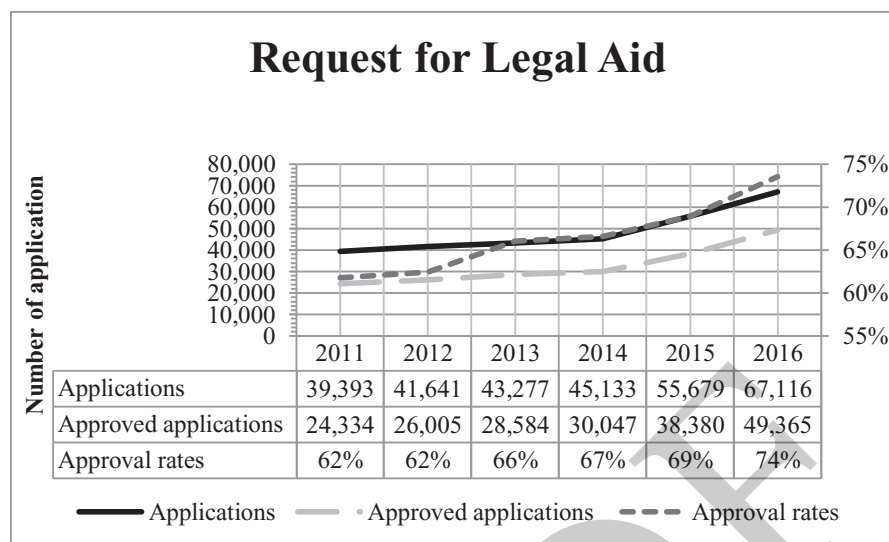 Request for Legal Aid
Number of application
80,000
70,000
60,000
50,000
40,000
30,000
20,000
10,000
0
75%
70%
65%
60%
55%
2011 2012 2013 2014 2015 2016
Applications 39,393 41,641 43,277 45,133 55,679 67,116
Approved applications 24,334 26,005 28,584 30,047 38,380 49,365
Approval rates 62% 62% 66% 67% 69% 74%
Applications Approved applications Approval rates